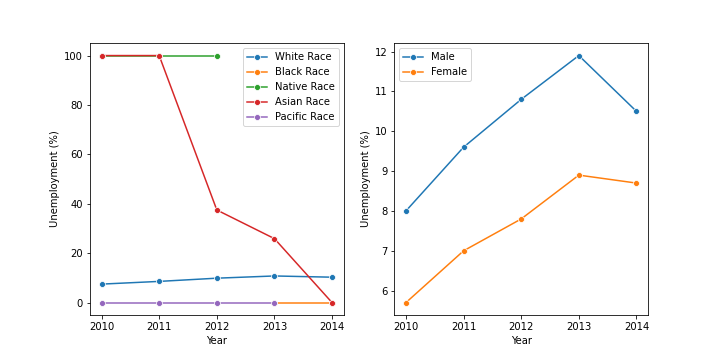 100
80
60
40
20
0
Unemployment (%)
2010 2011 2012 2013 2014
Year
White Race
Black Race
Native Race
Asian Race
Pacific Race
12
11
10
9
8
7
6
Unemployment (%)
2010 2011 2012 2013 2014
Year
Male
Female